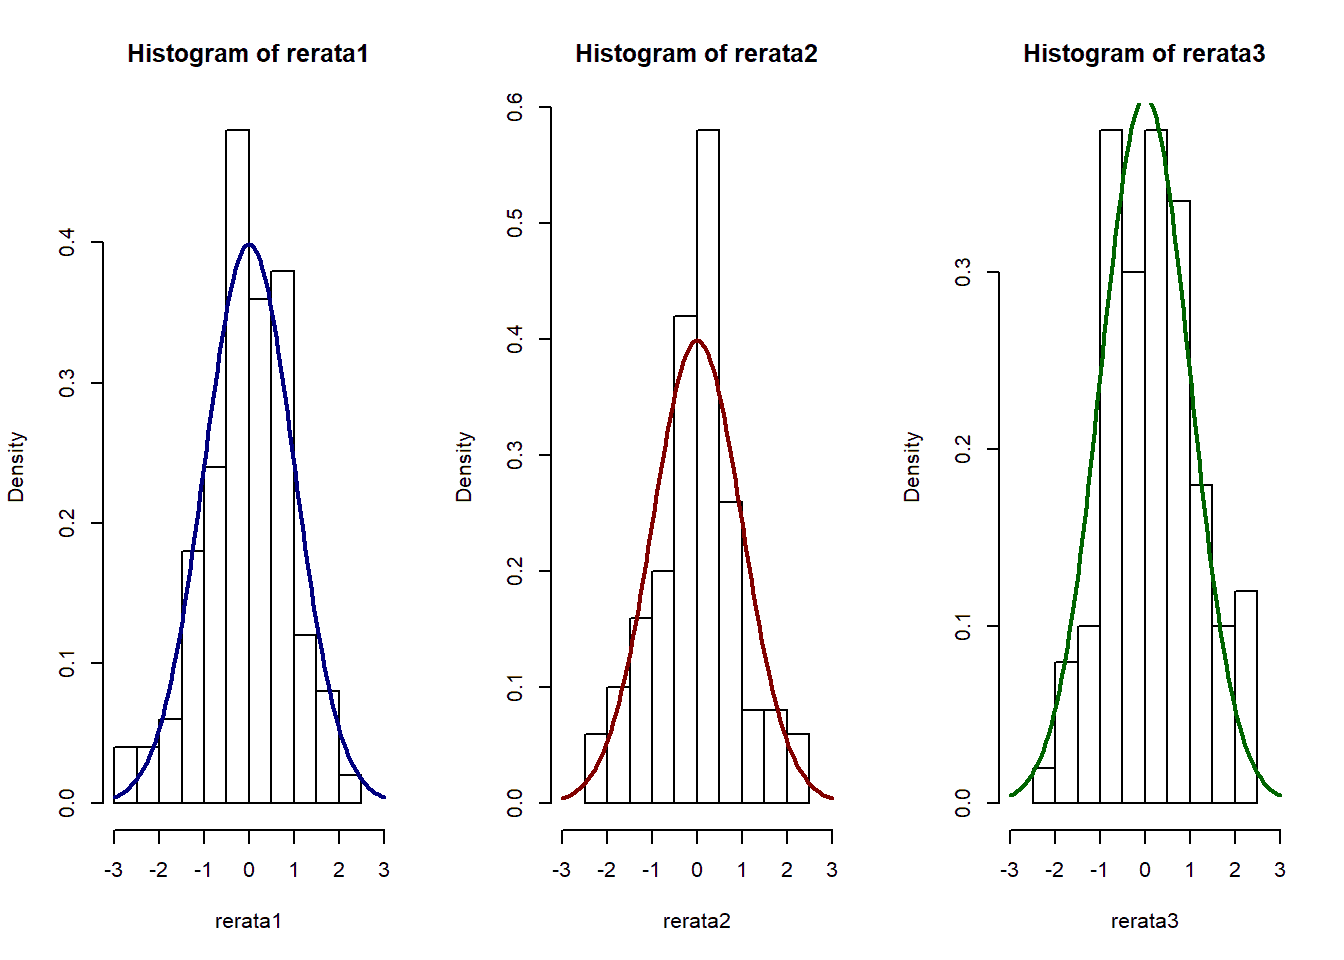 Histogram of rerata1
Density
0.0 0.1 0.2 0.3 0.4
-3 -2 -1 0 1 2 3
rerata1
Histogram of rerata2
Density
0.0 0.1 0.2 0.3 0.4 0.5 0.6
-3 -2 -1 0 1 2 3
rerata2
Histogram of rerata3
Density
0.0 0.1 0.2 0.3
-3 -2 -1 0 1 2 3
rerata3